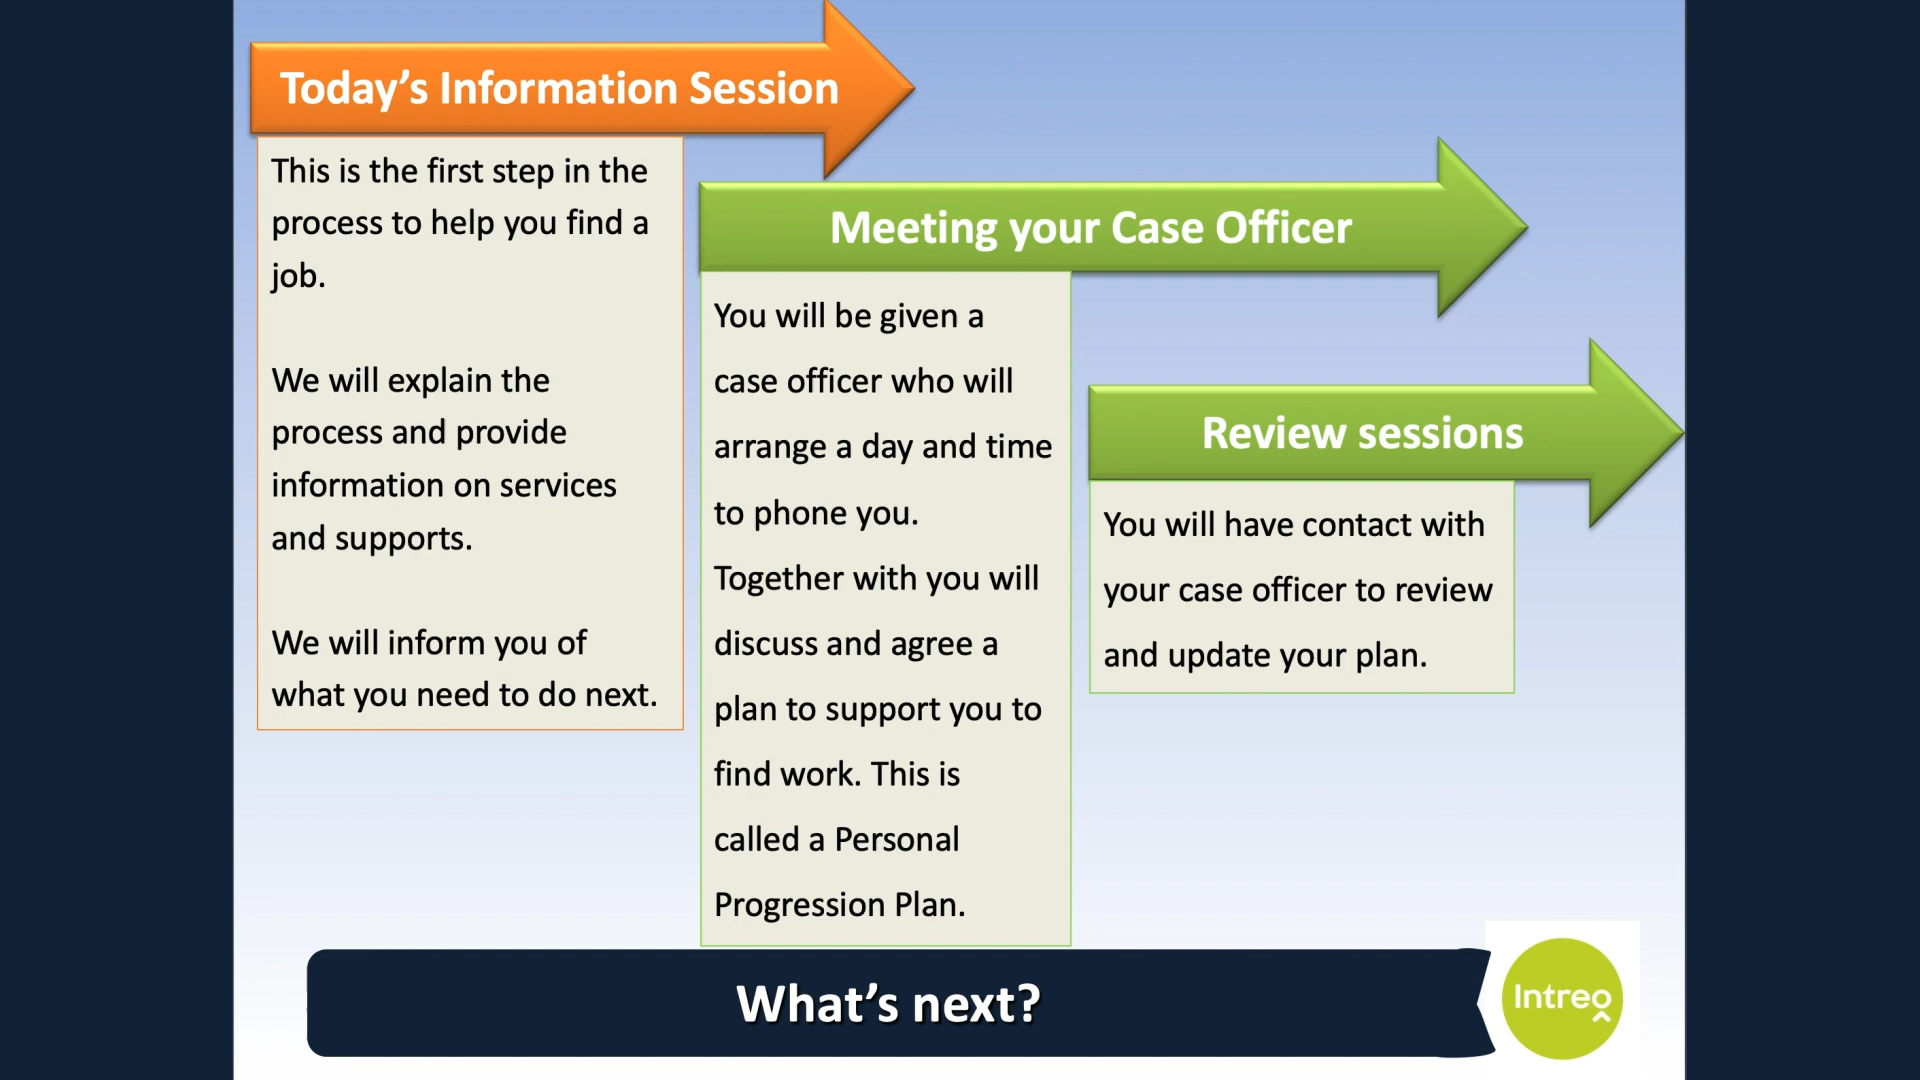 Today’s Information Session
This is the first step in the
process to help you find a
job.
We will explain the
process and provide
information on services
and supports.
We will inform you of
what you need to do next.
Meeting your Case Officer
You will be given a
case officer who will
arrange a day and time
to phone you.
Together with you will
discuss and agree a
plan to support you to
find work. This is
called a Personal
Progression Plan.
Review sessions
You will have contact with
your case officer to review
and update your plan.
What’s next?
Intreo